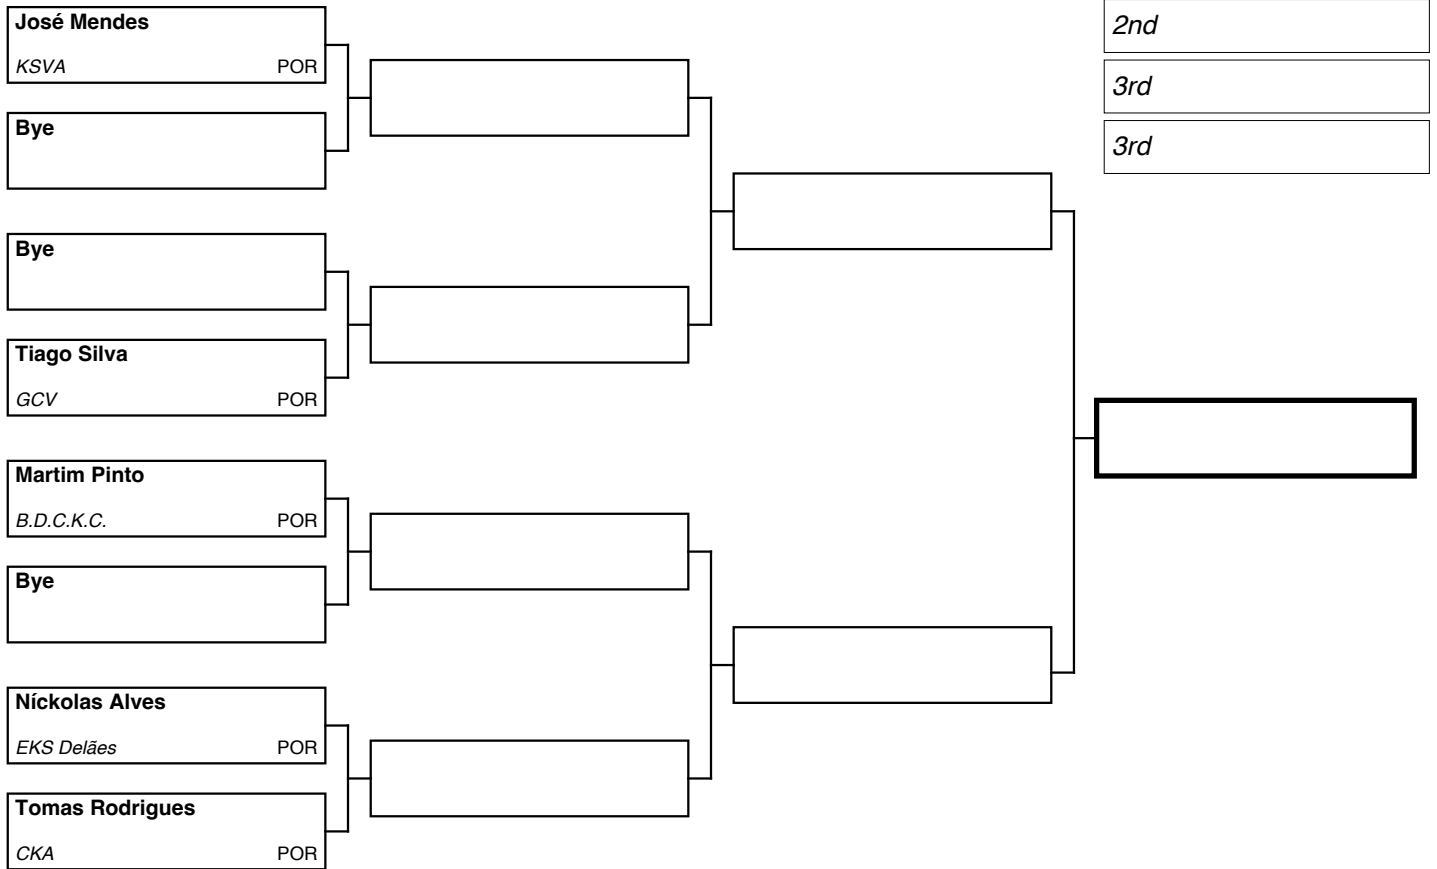 José Mendes
KSVA POR
Bye
Bye
Tiago Silva
GCV POR
Martim Pinto
B.D.C.K.C. POR
Bye
Níckolas Alves
EKS Delães POR
Tomas Rodrigues
CKA POR
2nd
3rd
3rd